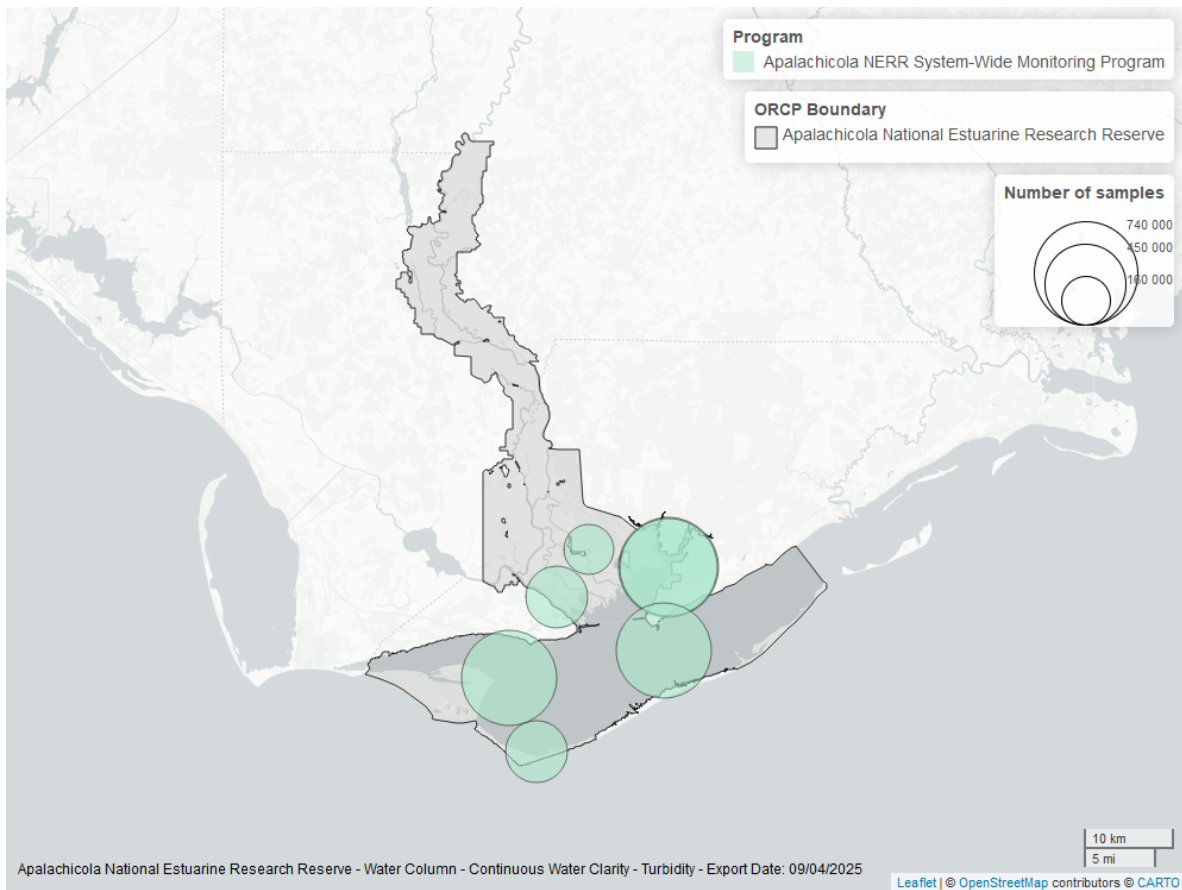 Program
Apalachicola NERR System-Wide Monitoring Program
ORCP Boundary
Apalachicola National Estuarine Research Reserve
Number of samples
740 000
450 000
160 000
10 km
5 mi
Apalachicola National Estuarine Research Reserve - Water Column - Continuous Water Clarity - Turbidity - Export Date: 09/04/2025
Leaflet | © OpenStreetMap contributors © CARTO